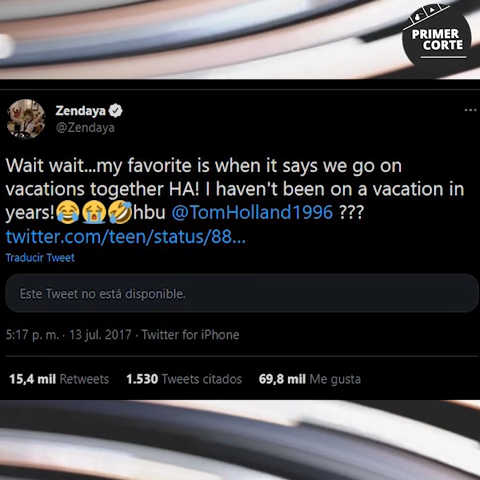 PRIMER
CORTE
Zendaya
@Zendaya
Wait wait...my favorite is when it says we go on
vacations together HA! I haven't been on a vacation in
years!😂😭🤣hbu @TomHolland1996 ???
twitter.com/teen/status/88...
Traducir Tweet
Este Tweet no está disponible.
5:17 p. m. · 13 jul. 2017 · Twitter for iPhone
15,4 mil Retweets 1.530 Tweets citados 69,8 mil Me gusta